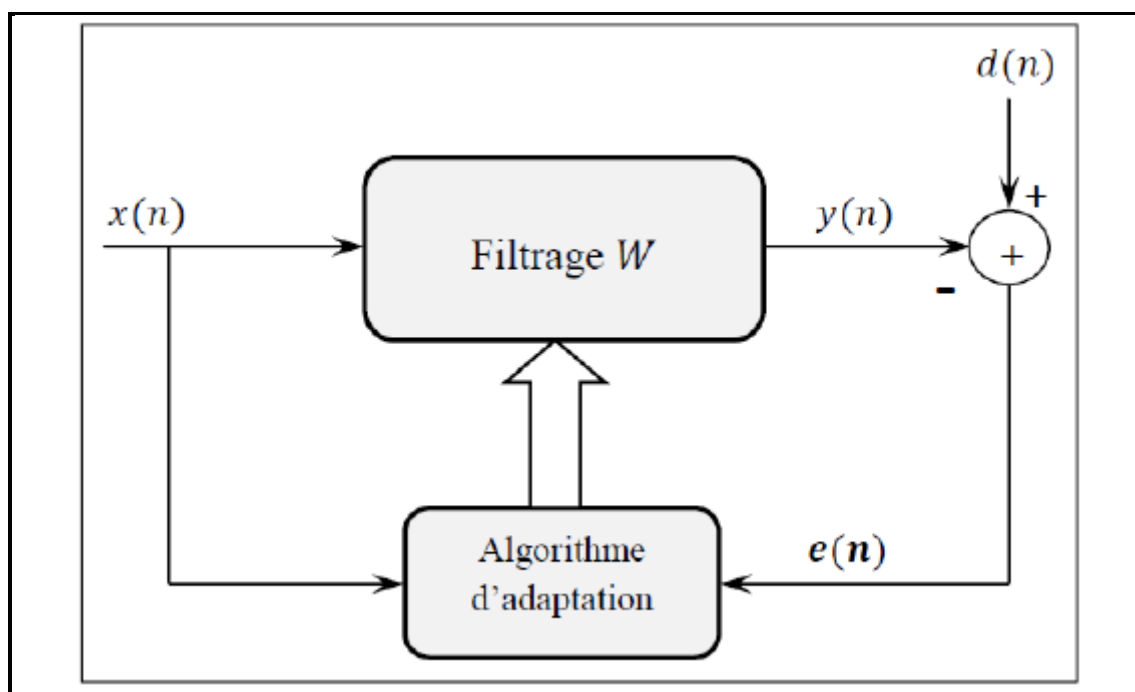 d(n)
+
x(n)
y(n)
Filtrage W
+
-
Algorithme
d'adaptation
e(n)